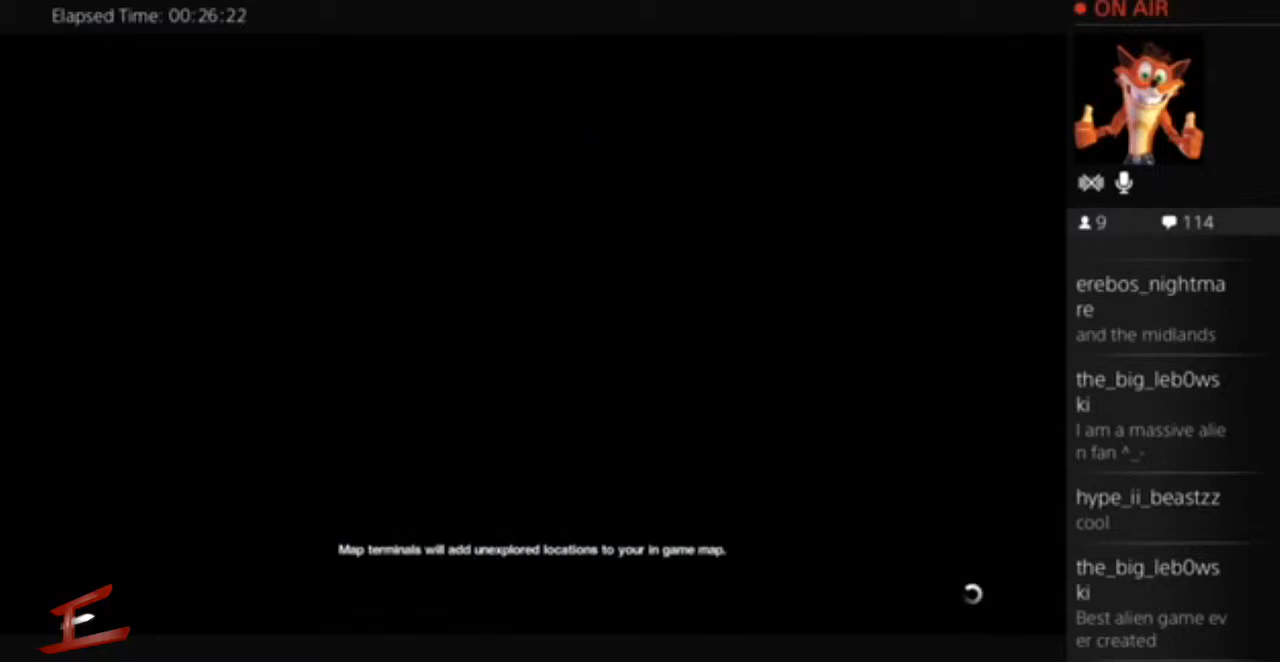 Elapsed Time: 00:26:22
ON AIR
9 114
erebos_nightma
re
and the midlands
the_big_leb0ws
ki
I am a massive alie
n fan ^_-
hype_ii_beastzz
cool
the_big_leb0ws
ki
Best alien game ev
er created
Map terminals will add unexplored locations to your in game map.
E